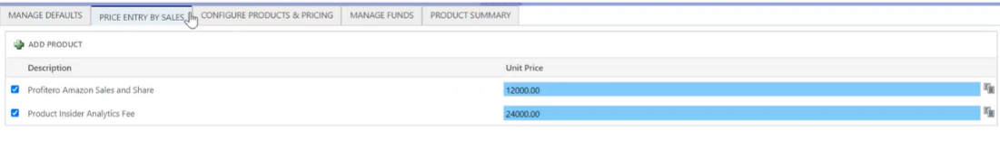 MANAGE DEFAULTS PRICE ENTRY BY SALES CONFIGURE PRODUCTS & PRICING MANAGE FUNDS PRODUCT SUMMARY
ADD PRODUCT
Description Unit Price
Profitero Amazon Sales and Share 12000.00
Product Insider Analytics Fee 24000.00